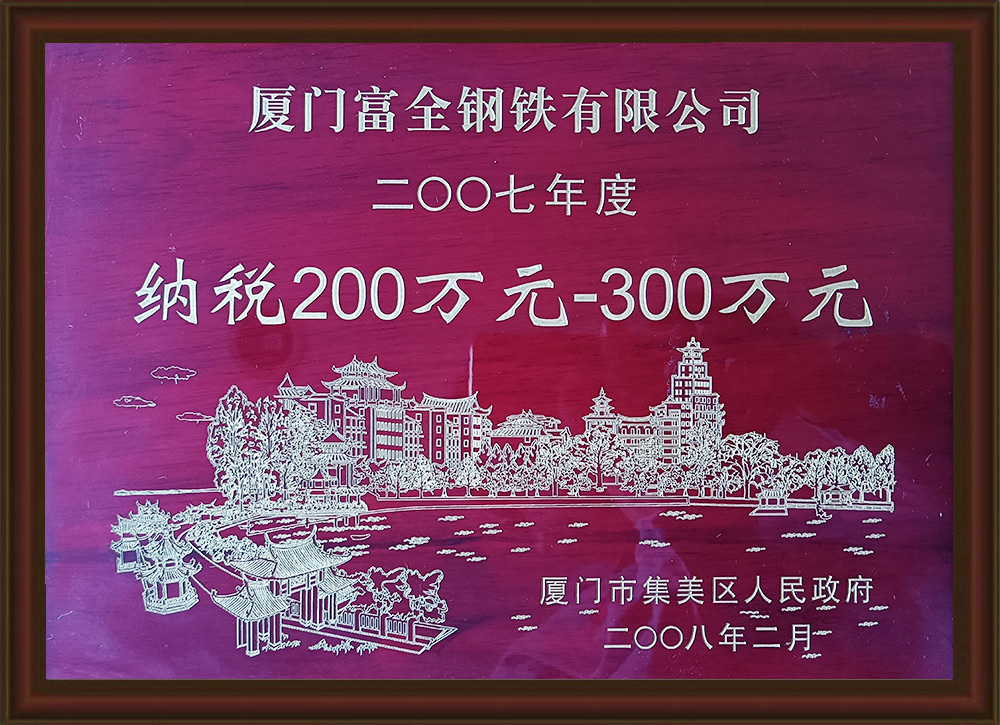 厦门富全钢铁有限公司
二〇〇七年度
纳税200万元-300万元
厦门市集美区人民政府
二〇〇八年二月